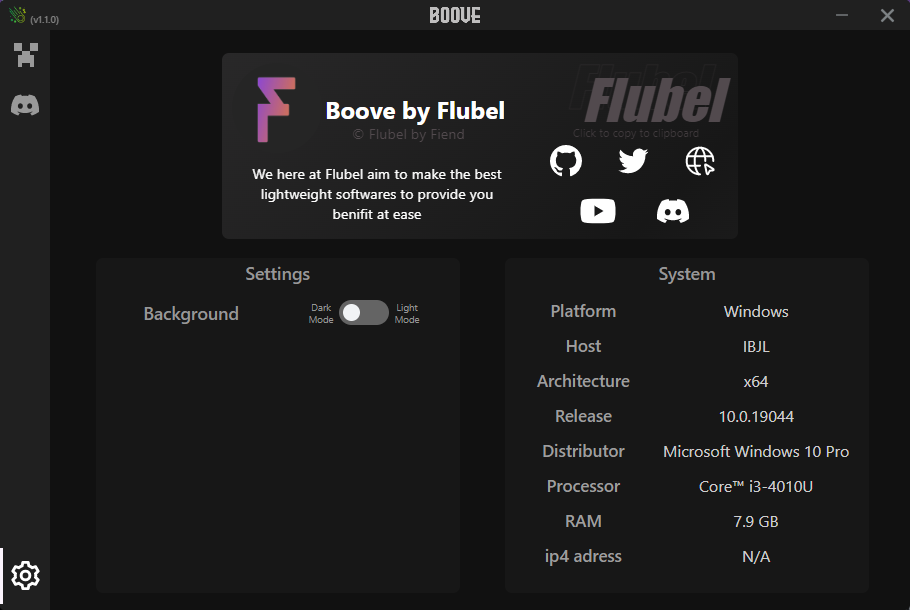 (v1.1.0)
BOOVE
Flubel
Boove by Flubel
© Flubel by Fiend
Click to copy to clipboard
We here at Flubel aim to make the best
lightweight softwares to provide you
benifit at ease
Settings
Background
Dark
Mode
Light
Mode
System
Platform Windows
Host IBJL
Architecture x64
Release 10.0.19044
Distributor Microsoft Windows 10 Pro
Processor Core™ i3-4010U
RAM 7.9 GB
ip4 adress N/A